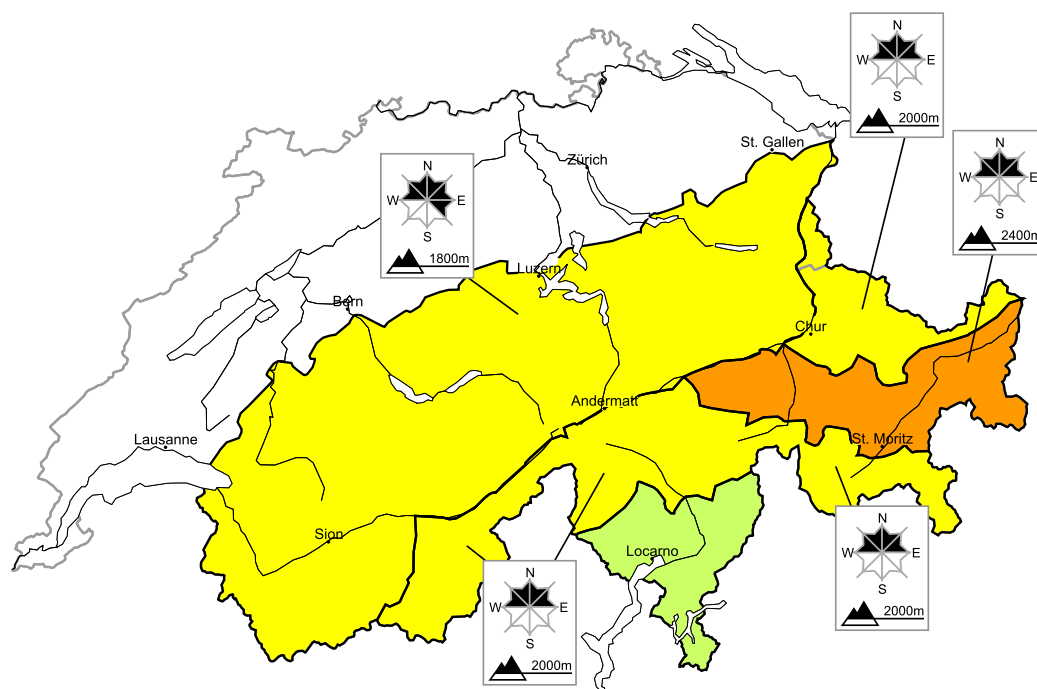 N
W E
S
2000m
N
W E
S
2400m
St. Gallen
Zürich
N
W E
S
1800m
Luzern
Bern
Chur
Andermatt
Lausanne
St. Moritz
Sion
Locarno
N
W E
S
2000m
N
W E
S
2000m